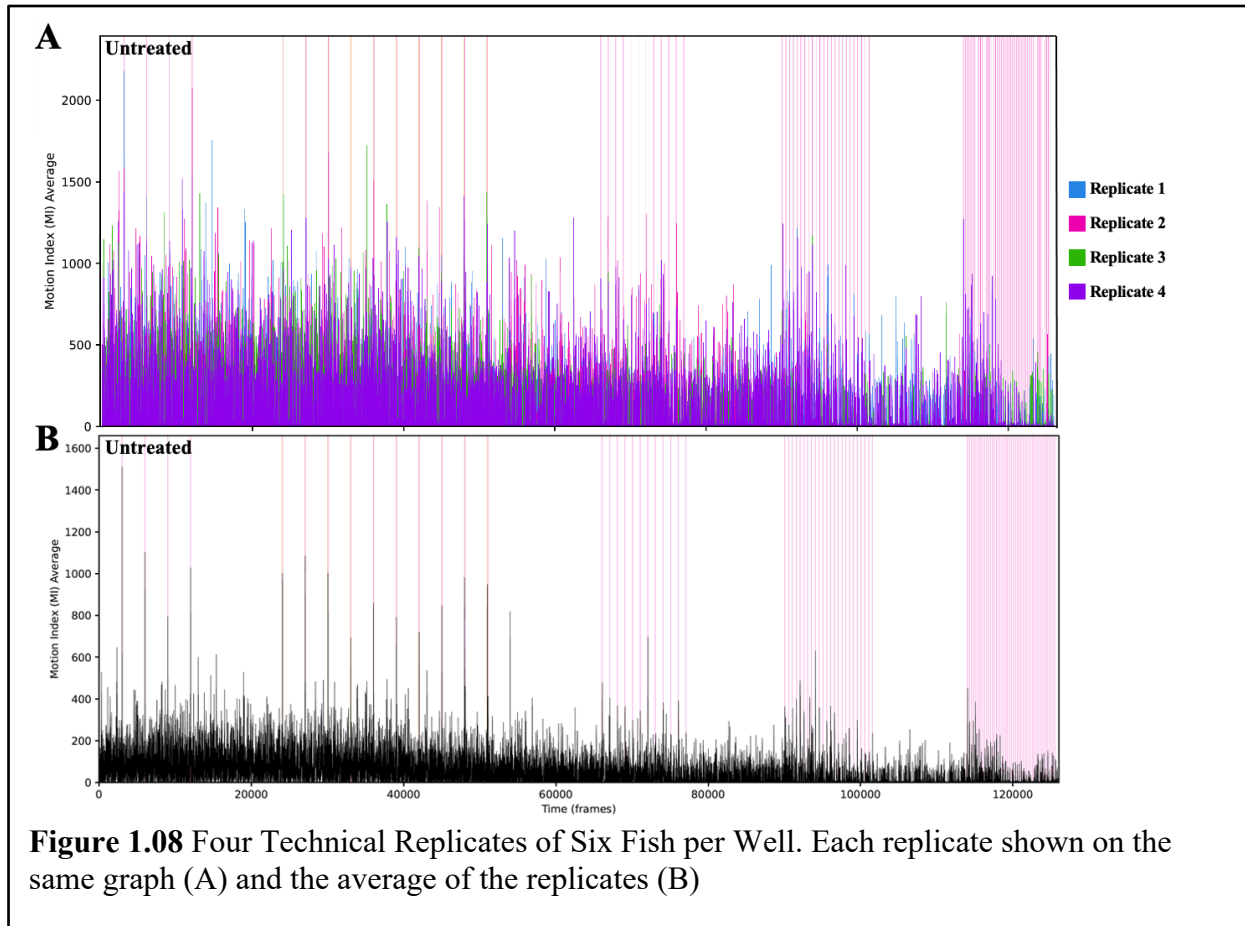 A
Untreated
Motion Index (MI) Average
2000
1500
1000
500
0
Replicate 1
Replicate 2
Replicate 3
Replicate 4
B
Untreated
Motion Index (MI) Average
1600
1400
1200
1000
800
600
400
200
0
0 20000 40000 60000 80000 100000 120000
Time (frames)
Figure 1.08 Four Technical Replicates of Six Fish per Well. Each replicate shown on the
same graph (A) and the average of the replicates (B)